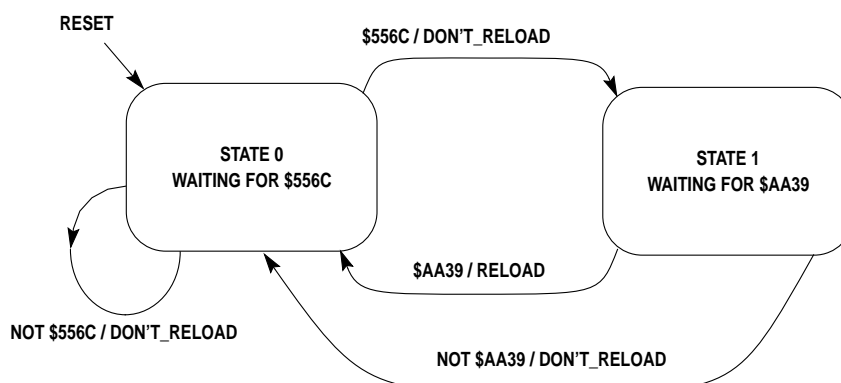 RESET
$556C / DON'T_RELOAD
STATE 0
WAITING FOR $556C
STATE 1
WAITING FOR $AA39
$AA39 / RELOAD
NOT $556C / DON'T_RELOAD
NOT $AA39 / DON'T_RELOAD